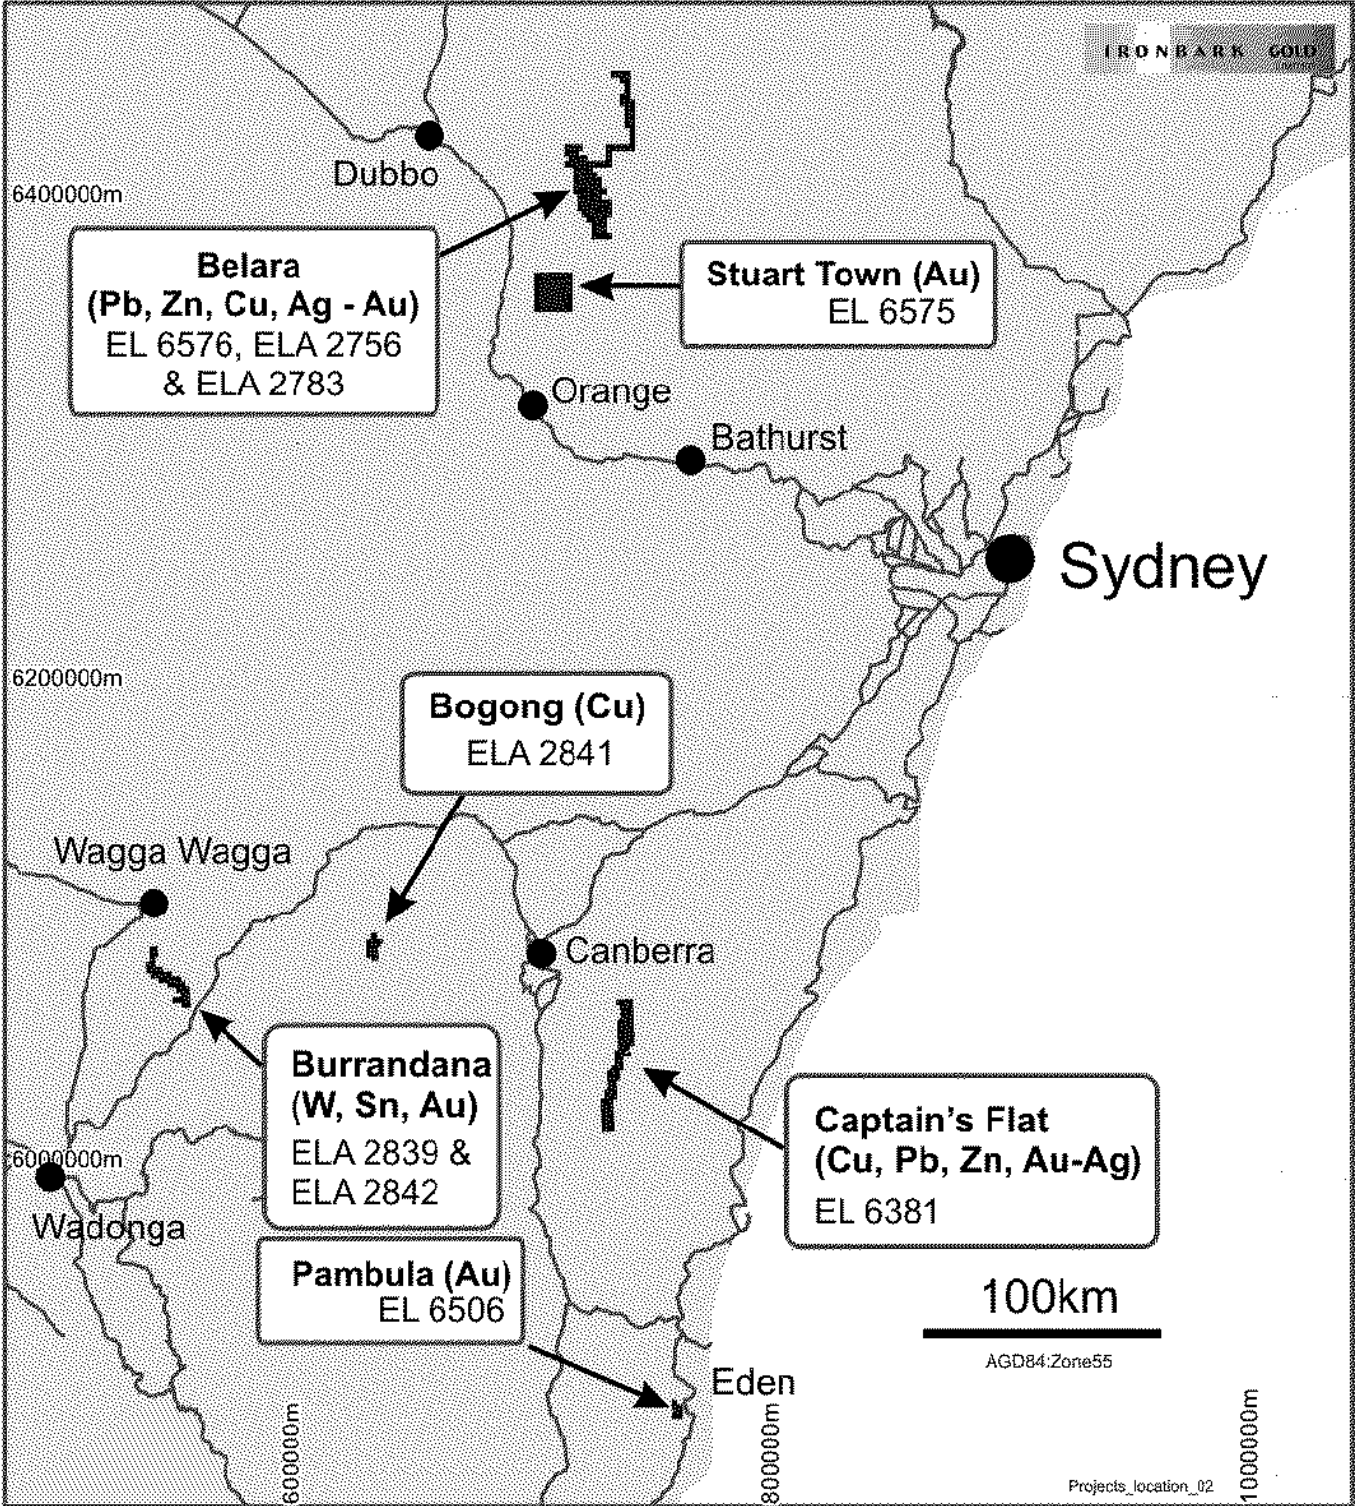 IRONBARK GOLD
Dubbo
6400000m
Belara
(Pb, Zn, Cu, Ag - Au)
EL 6576, ELA 2756
& ELA 2783
Stuart Town (Au)
EL 6575
Orange
Bathurst
Sydney
6200000m
Bogong (Cu)
ELA 2841
Wagga Wagga
Canberra
Burrandana
(W, Sn, Au)
ELA 2839 &
ELA 2842
Captain's Flat
(Cu, Pb, Zn, Au-Ag)
EL 6381
6000000m
Wadonga
Pambula (Au)
EL 6506
100km
AGD84:Zone55
Eden
600000m
800000m
1000000m
Projects_location_02